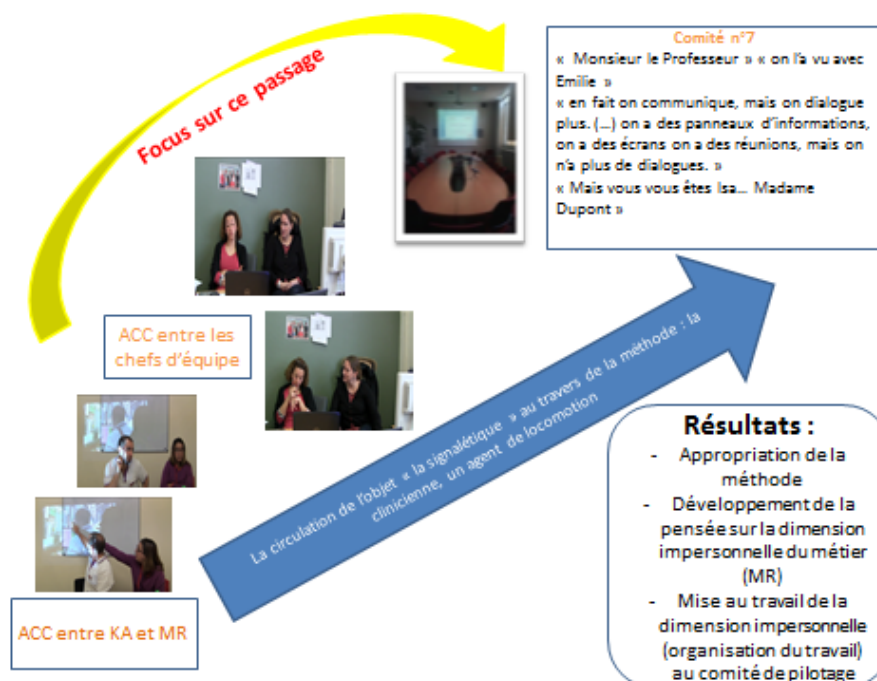 Focus sur ce passage
Comité n°7
« Monsieur le Professeur » « on l'a vu avec
Emilie »
« en fait on communique, mais on dialogue
plus. (...) on a des panneaux d'informations,
on a des écrans on a des réunions, mais on
n'a plus de dialogues. »
« Mais vous vous êtes Isa... Madame
Dupont »
ACC entre les
chefs d'équipe
La circulation de l'objet « la signalétique » au travers de la méthode : la
clinicienne, un agent de locomotion
ACC entre KA et MR
Résultats :
- Appropriation de la
méthode
- Développement de la
pensée sur la dimension
impersonnelle du métier
(MR)
- Mise au travail de la
dimension impersonnelle
(organisation du travail)
au comité de pilotage